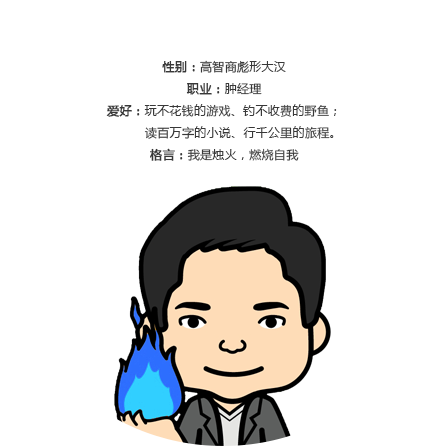 性别：高智商彪形大汉
职业：肿经理
爱好：玩不花钱的游戏、钓不收费的野鱼；
读百万字的小说、行千公里的旅程。
格言：我是烛火，燃烧自我